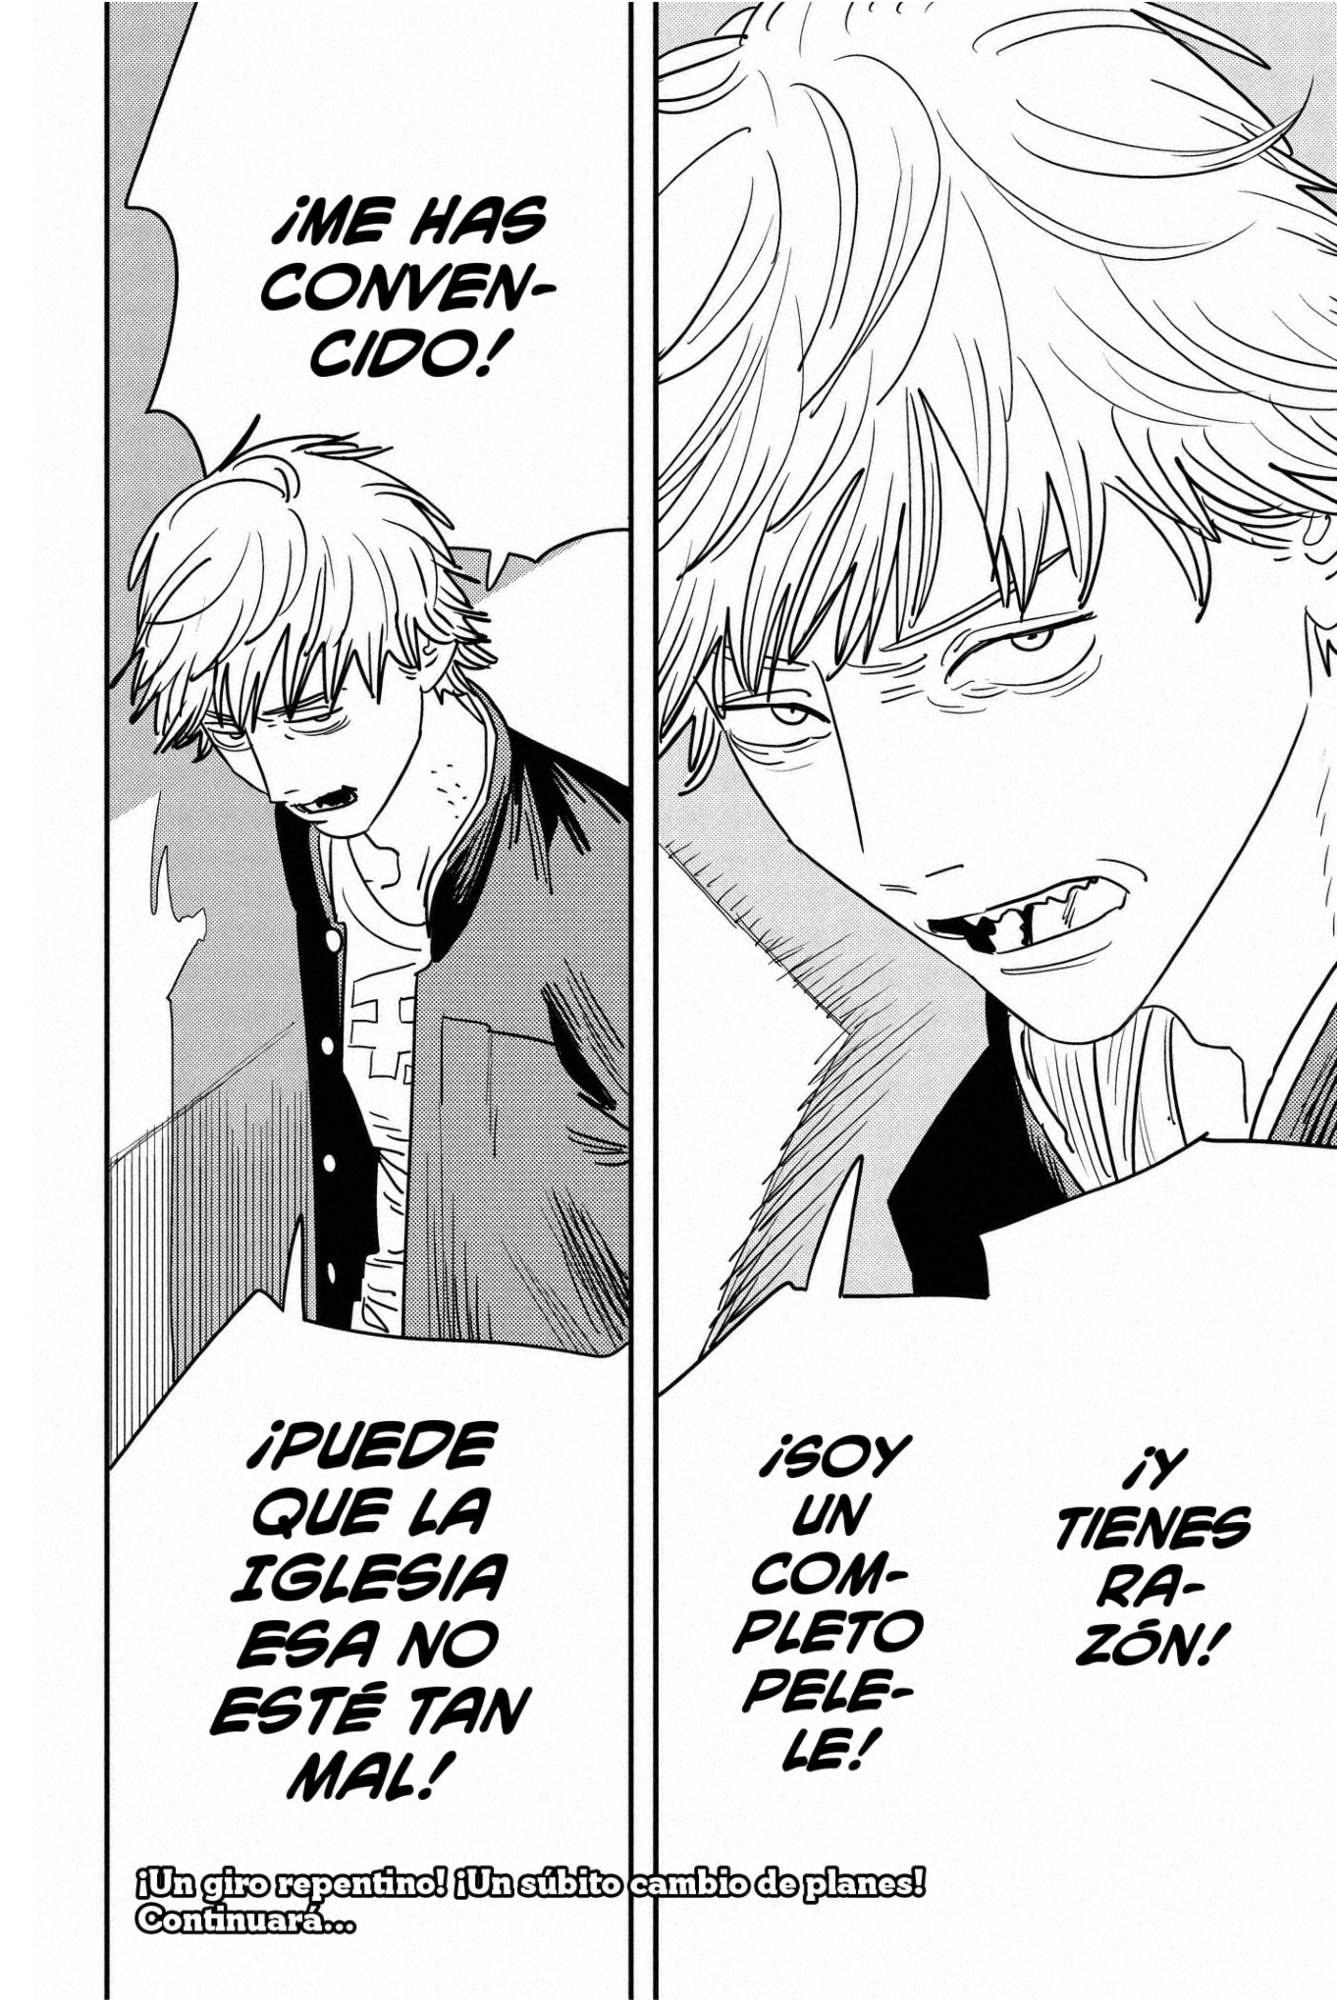 ¡Y
TIENES
RA-
ZÓN!
¡SOY
UN
COM-
PLETO
PELE-
LE!
¡ME HAS
CONVEN-
CIDO!
¡PUEDE
QUE LA
IGLESIA
ESA NO
ESTÉ TAN
MAL!
¡Un giro repentino! ¡Un súbito cambio de planes!
Continuará...